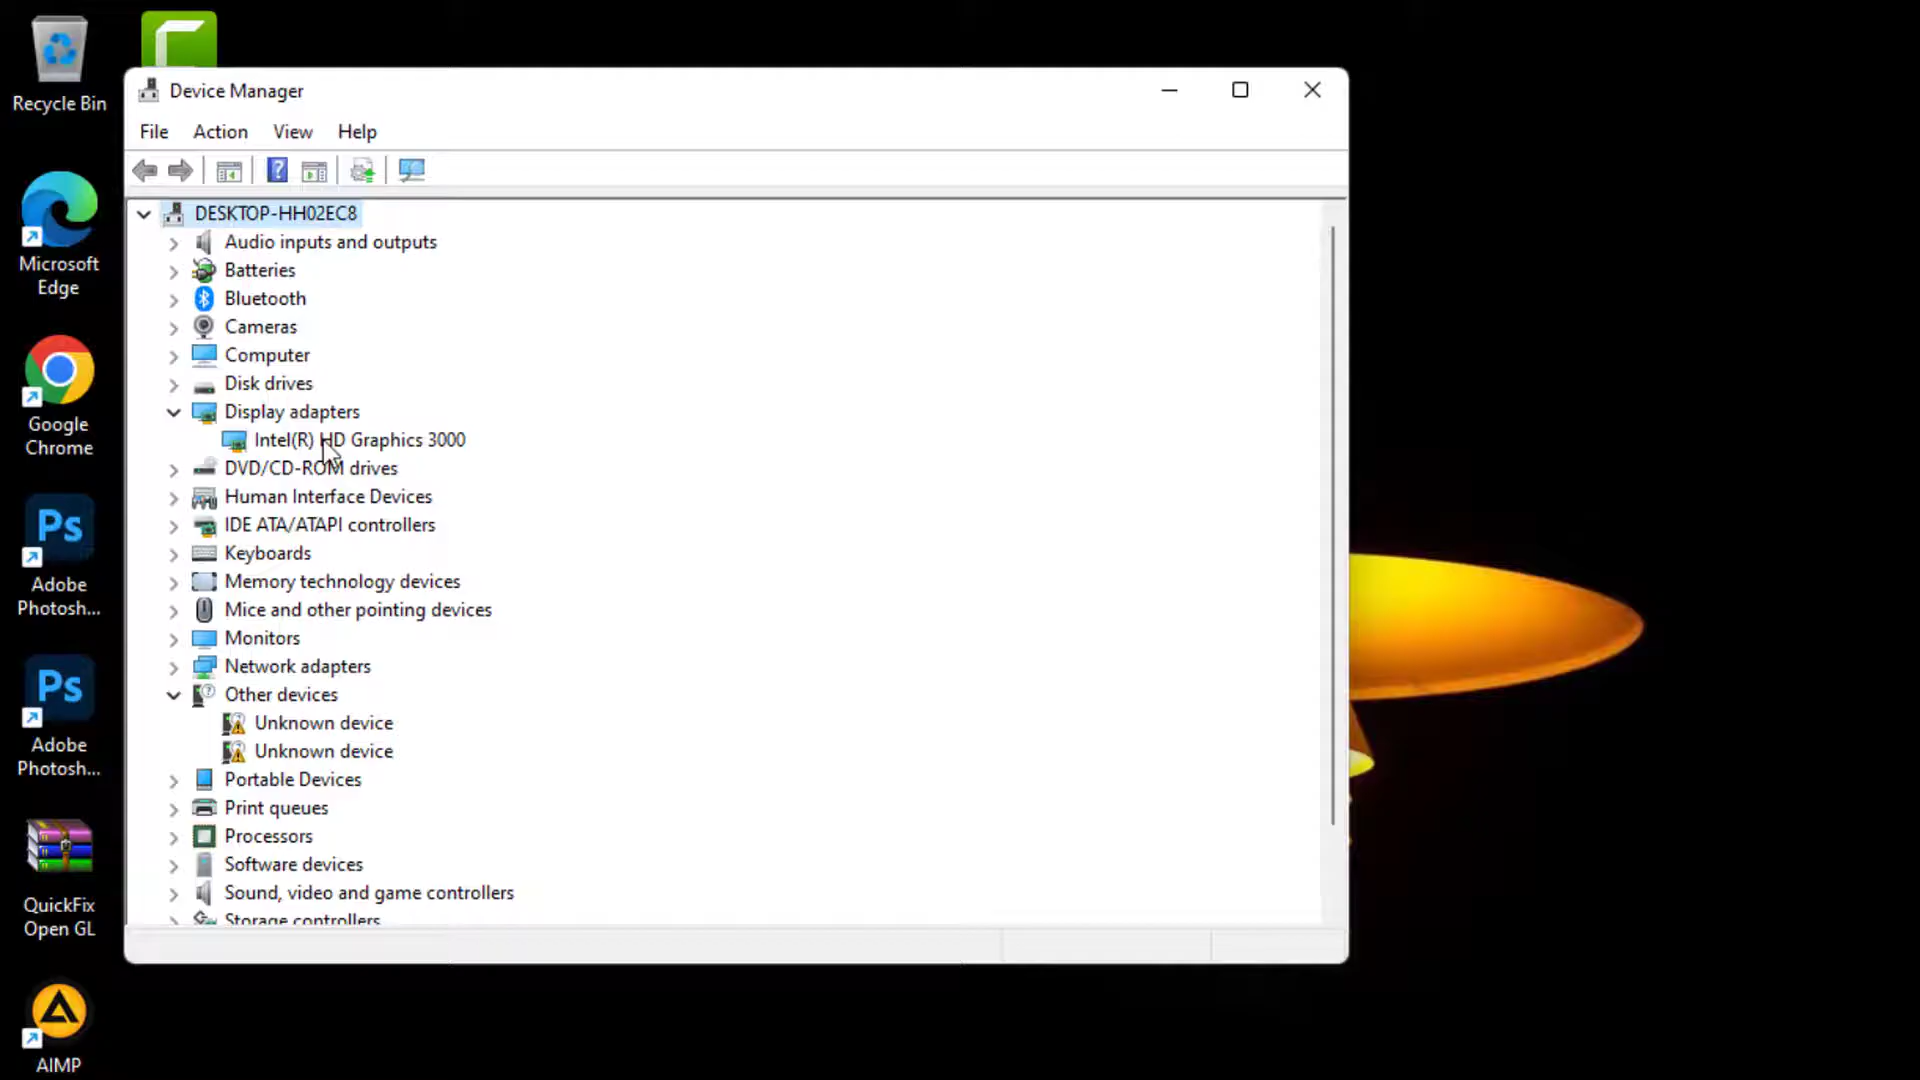 Recycle Bin
Microsoft
Edge
Google
Chrome
Ps
Adobe
Photosh...
Ps
Adobe
Photosh...
QuickFix
Open GL
AIMP
Device Manager
File Action View Help
DESKTOP-HH02EC8
Audio inputs and outputs
Batteries
Bluetooth
Cameras
Computer
Disk drives
Display adapters
Intel(R) HD Graphics 3000
DVD/CD-ROM drives
Human Interface Devices
IDE ATA/ATAPI controllers
Keyboards
Memory technology devices
Mice and other pointing devices
Monitors
Network adapters
Other devices
Unknown device
Unknown device
Portable Devices
Print queues
Processors
Software devices
Sound, video and game controllers
Storage controllers